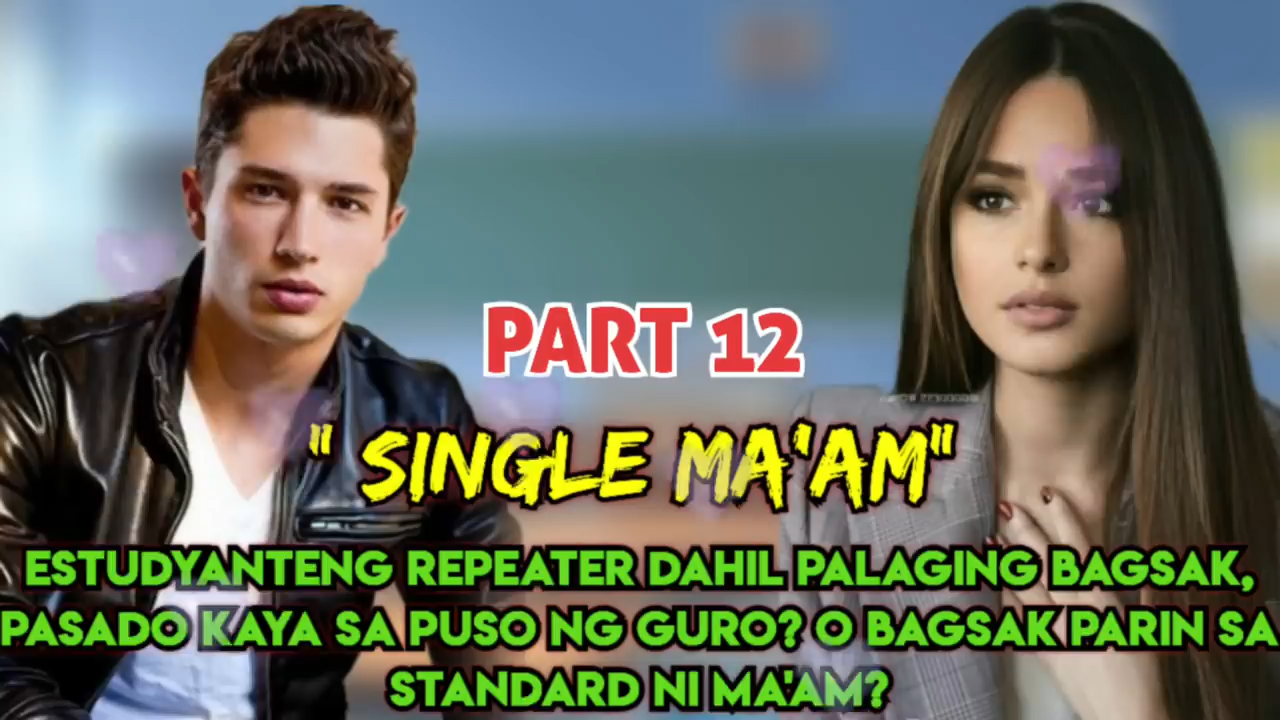 PART 12
" SINGLE MA'AM"
ESTUDYANTENG REPEATER DAHIL PALAGING BAGSAK,
PASADO KAYA SA PUSO NG GURO? O BAGSAK PARIN SA
STANDARD NI MA'AM?